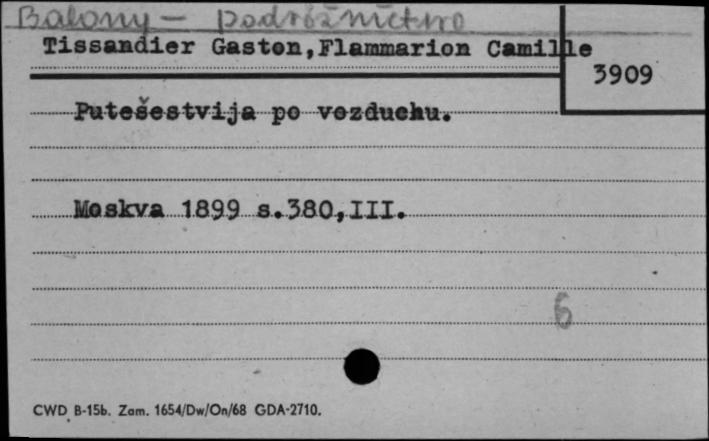 Balony - podróżnictwo
Tissandier Gaston,Flammarion Camille
3909
Putešestvija po vozduchu.
Moskva 1899 s.380,III.
6
CWD B-15b. Zam. 1654/Dw/On/68 GDA-2710.